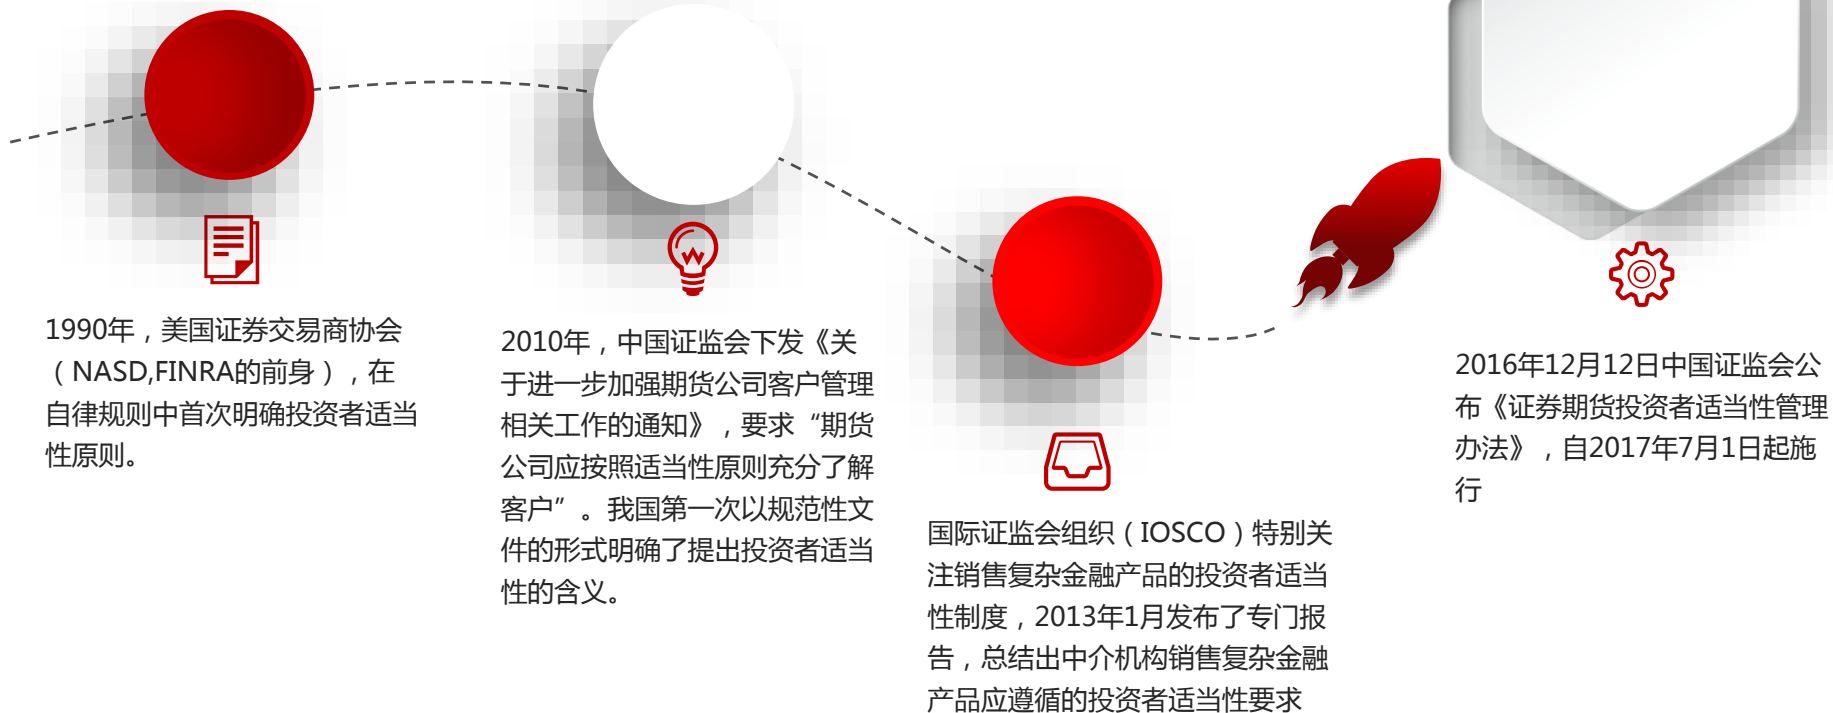 1990年，美国证券交易商协会
（NASD,FINRA的前身），在
自律规则中首次明确投资者适当
性原则。
2010年，中国证监会下发《关
于进一步加强期货公司客户管理
相关工作的通知》，要求“期货
公司应按照适当性原则充分了解
客户”。我国第一次以规范性文
件的形式明确了提出投资者适当
性的含义。
国际证监会组织（IOSCO）特别关
注销售复杂金融产品的投资者适当
性制度，2013年1月发布了专门报
告，总结出中介机构销售复杂金融
产品应遵循的投资者适当性要求
2016年12月12日中国证监会公
布《证券期货投资者适当性管理
办法》，自2017年7月1日起施
行